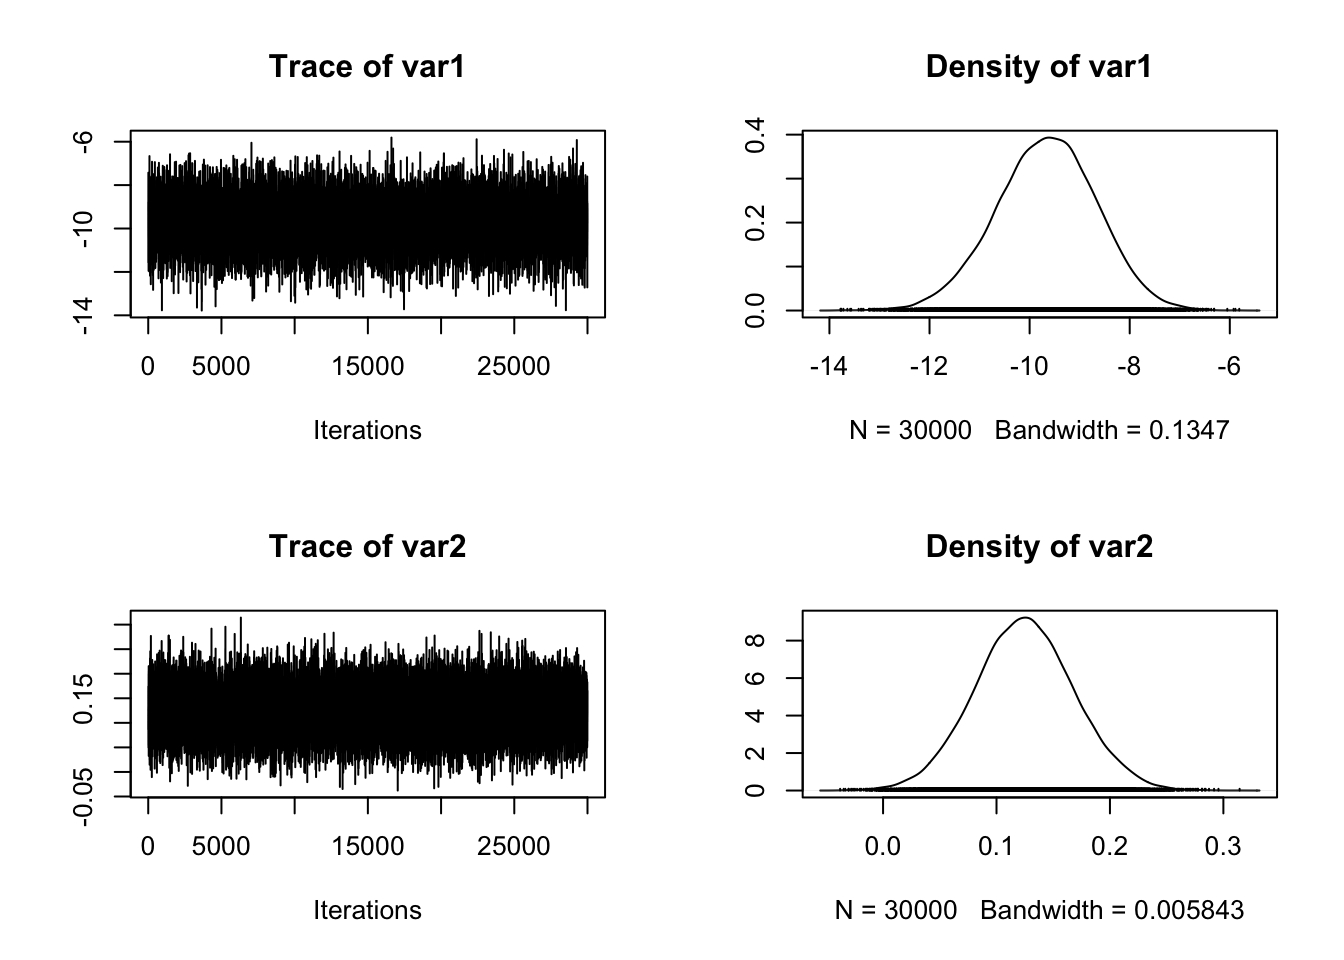 Trace of var1
-6
-10
-14
0 5000 15000 25000
Iterations
Density of var1
0.4
0.2
0.0
-14 -12 -10 -8 -6
N = 30000 Bandwidth = 0.1347
Trace of var2
0.15
-0.05
0 5000 15000 25000
Iterations
Density of var2
8
6
4
2
0
0.0 0.1 0.2 0.3
N = 30000 Bandwidth = 0.005843